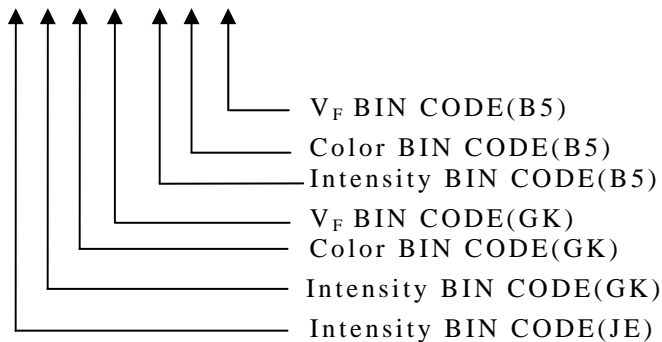 V_F BIN CODE(B5)
Color BIN CODE(B5)
Intensity BIN CODE(B5)
V_F BIN CODE(GK)
Color BIN CODE(GK)
Intensity BIN CODE(GK)
Intensity BIN CODE(JE)